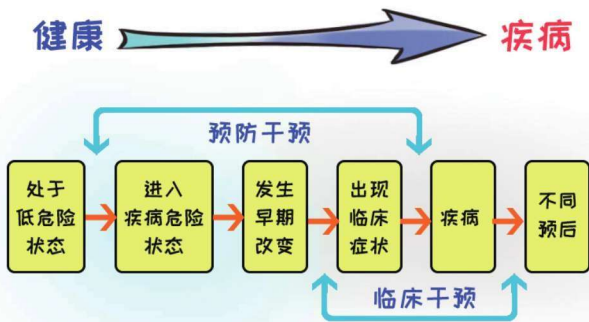 健康
疾病
预防干预
处于
低危险
状态
进入
疾病危险
状态
发生
早期
改变
出现
临床
症状
疾病
不同
预后
临床干预